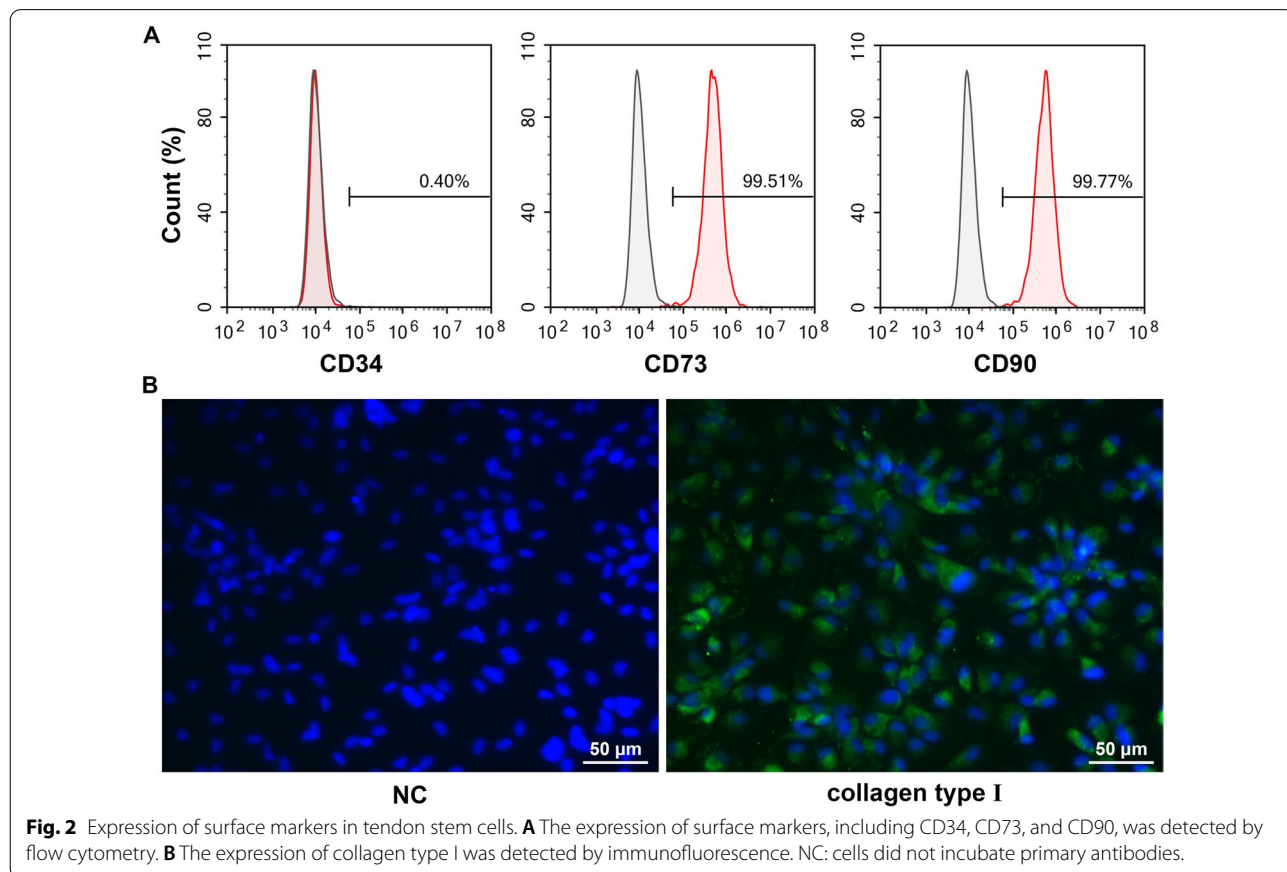 A
Count (%)
110
80
40
0
0.40%
10² 10³ 10⁴ 10⁵ 10⁶ 10⁷ 10⁸
CD34
110
80
40
0
99.51%
10² 10³ 10⁴ 10⁵ 10⁶ 10⁷ 10⁸
CD73
110
80
40
0
99.77%
10² 10³ 10⁴ 10⁵ 10⁶ 10⁷ 10⁸
CD90
B
50 μm
NC
50 μm
collagen type I
Fig. 2 Expression of surface markers in tendon stem cells. A The expression of surface markers, including CD34, CD73, and CD90, was detected by
flow cytometry. B The expression of collagen type I was detected by immunofluorescence. NC: cells did not incubate primary antibodies.